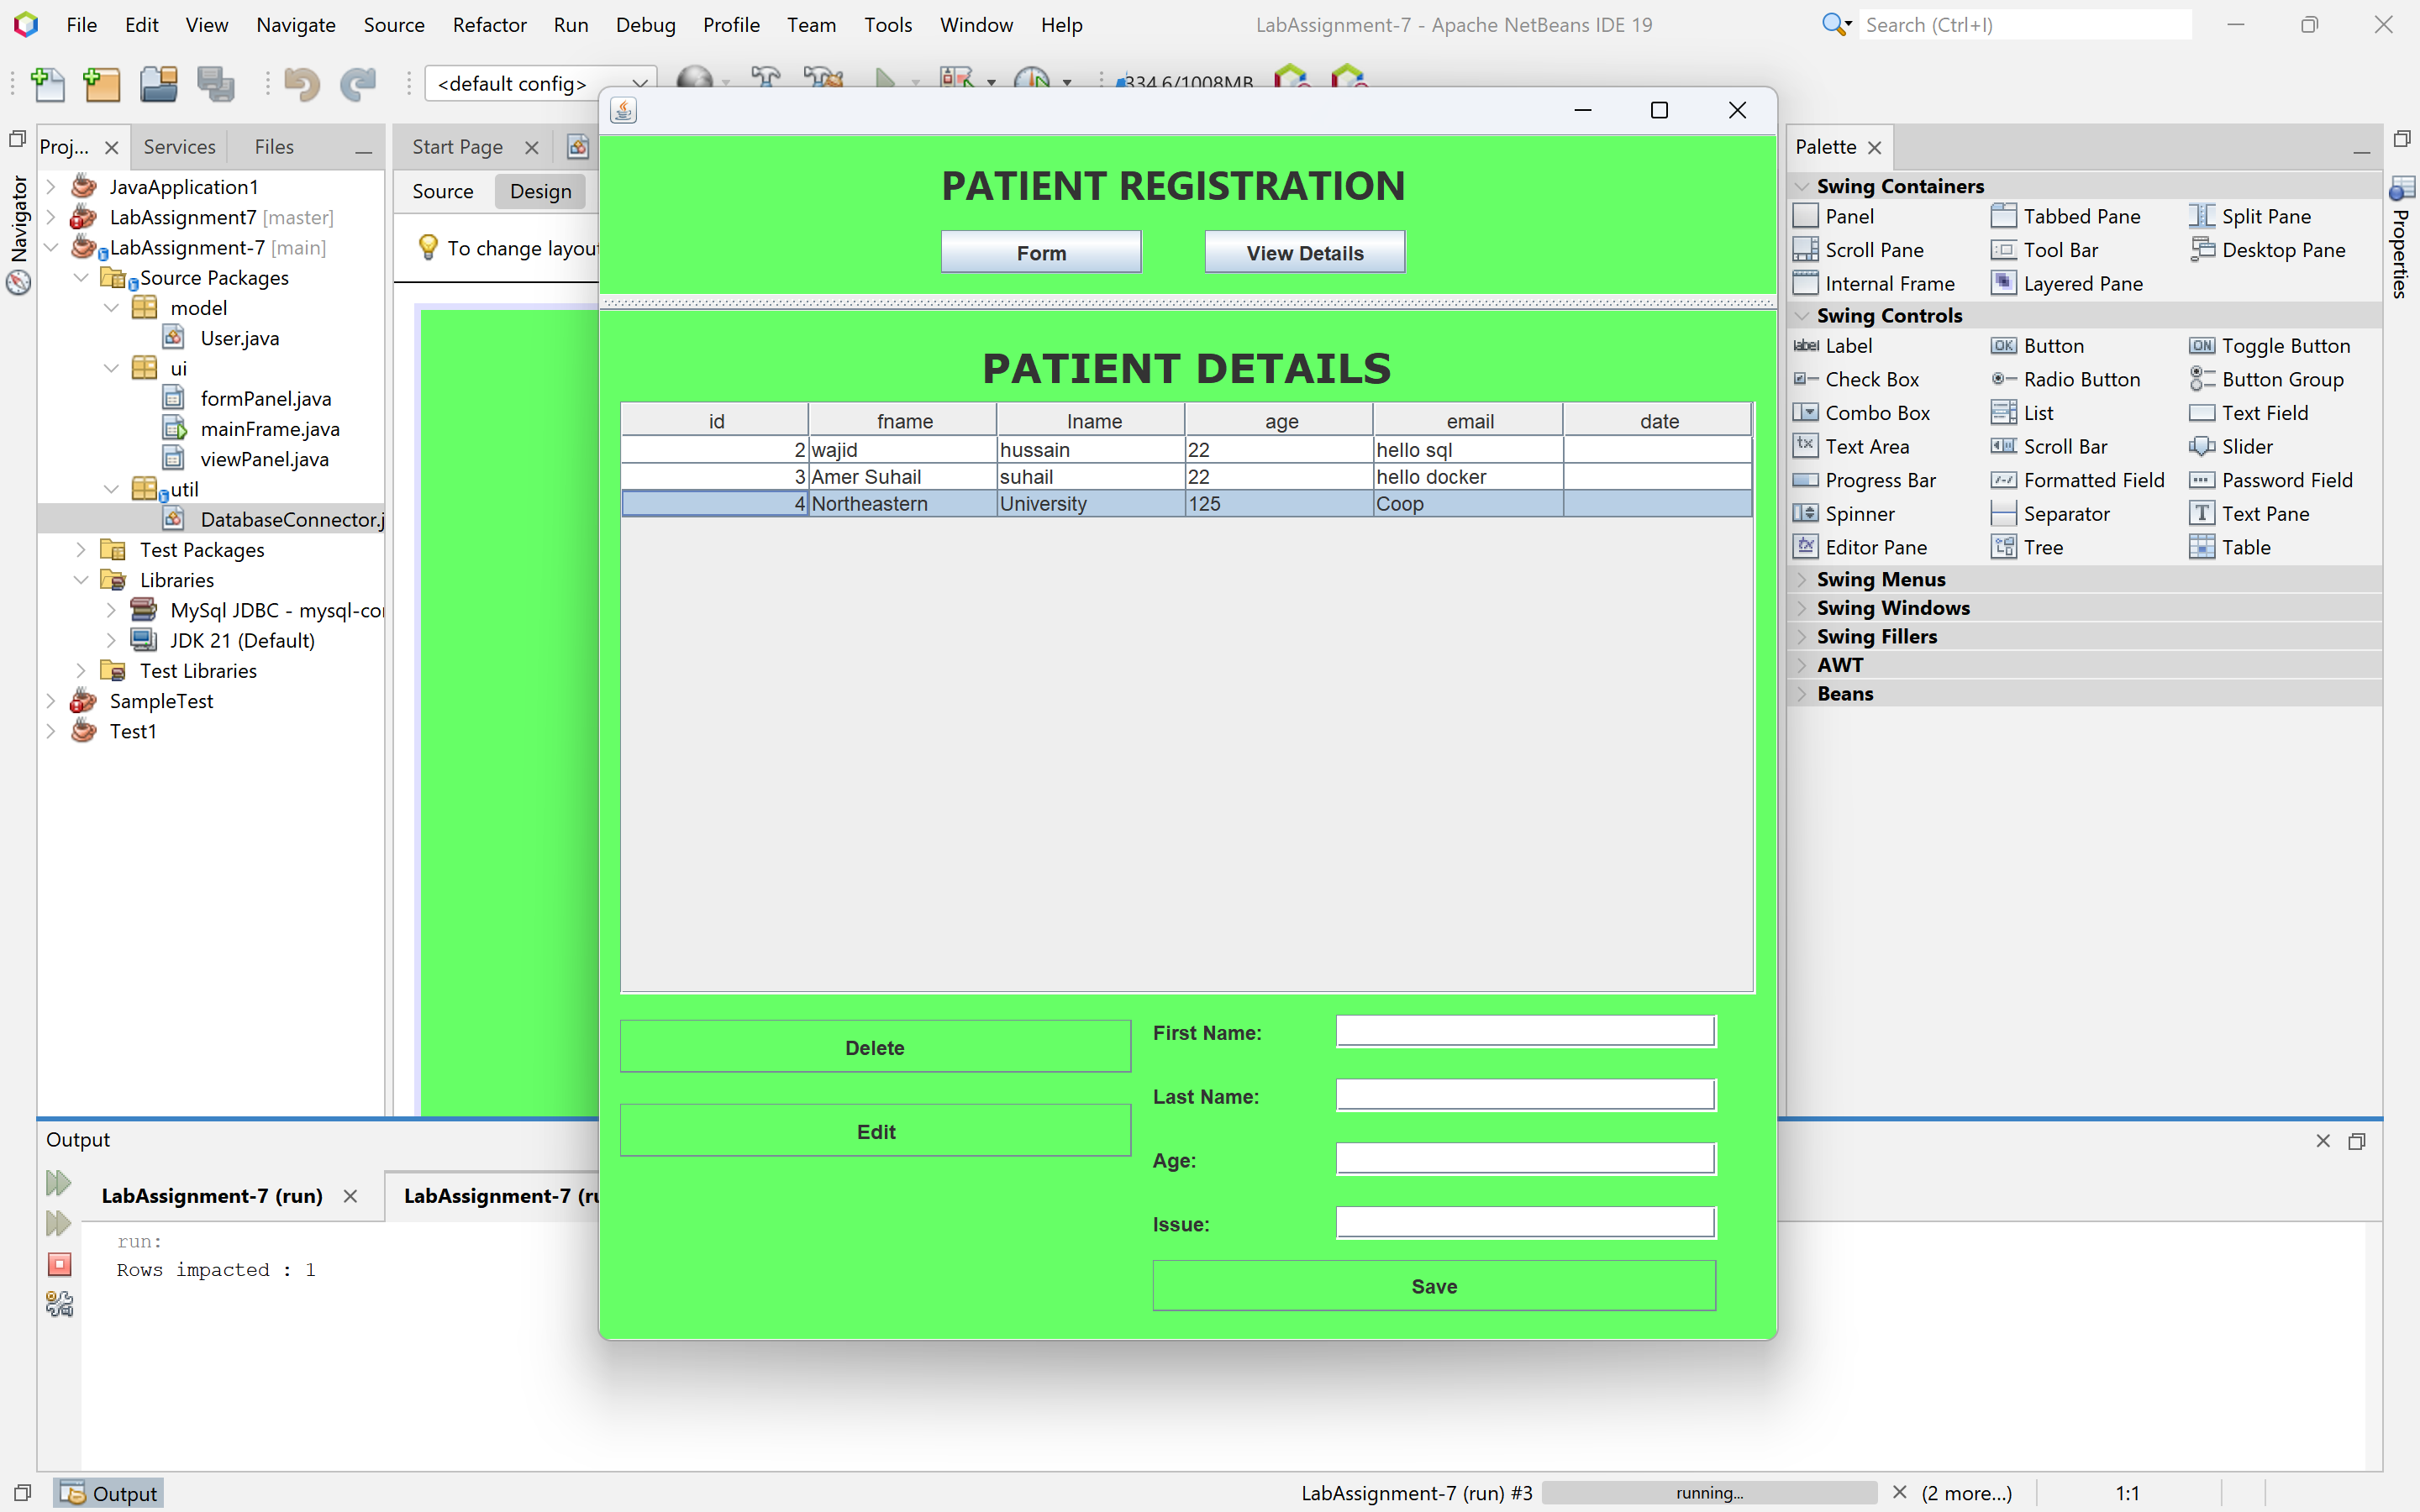 File Edit View Navigate Source Refactor Run Debug Profile Team Tools Window Help LabAssignment-7 - Apache NetBeans IDE 19 Search (Ctrl+I)
<default config> 334.6/1008MB
Proj... Services Files
Start Page
Source Design
To change layou
Navigator
JavaApplication1
LabAssignment7 [master]
LabAssignment-7 [main]
Source Packages
model
User.java
ui
formPanel.java
mainFrame.java
viewPanel.java
util
DatabaseConnector.j
Test Packages
Libraries
MySql JDBC - mysql-co
JDK 21 (Default)
Test Libraries
SampleTest
Test1
PATIENT REGISTRATION
Form View Details
PATIENT DETAILS
id fname lname age email date
2 wajid hussain 22 hello sql
3 Amer Suhail suhail 22 hello docker
4 Northeastern University 125 Coop
Delete
Edit
First Name:
Last Name:
Age:
Issue:
Save
Palette
Swing Containers
Panel Tabbed Pane Split Pane
Scroll Pane Tool Bar Desktop Pane
Internal Frame Layered Pane
Swing Controls
label Label OK Button ON Toggle Button
Check Box Radio Button Button Group
Combo Box List Text Field
Text Area Scroll Bar Slider
Progress Bar Formatted Field Password Field
Spinner Separator Text Pane
Editor Pane Tree Table
Swing Menus
Swing Windows
Swing Fillers
AWT
Beans
Properties
Output
LabAssignment-7 (run) LabAssignment-7 (ru
run:
Rows impacted : 1
Output LabAssignment-7 (run) #3 running... (2 more...) 1:1